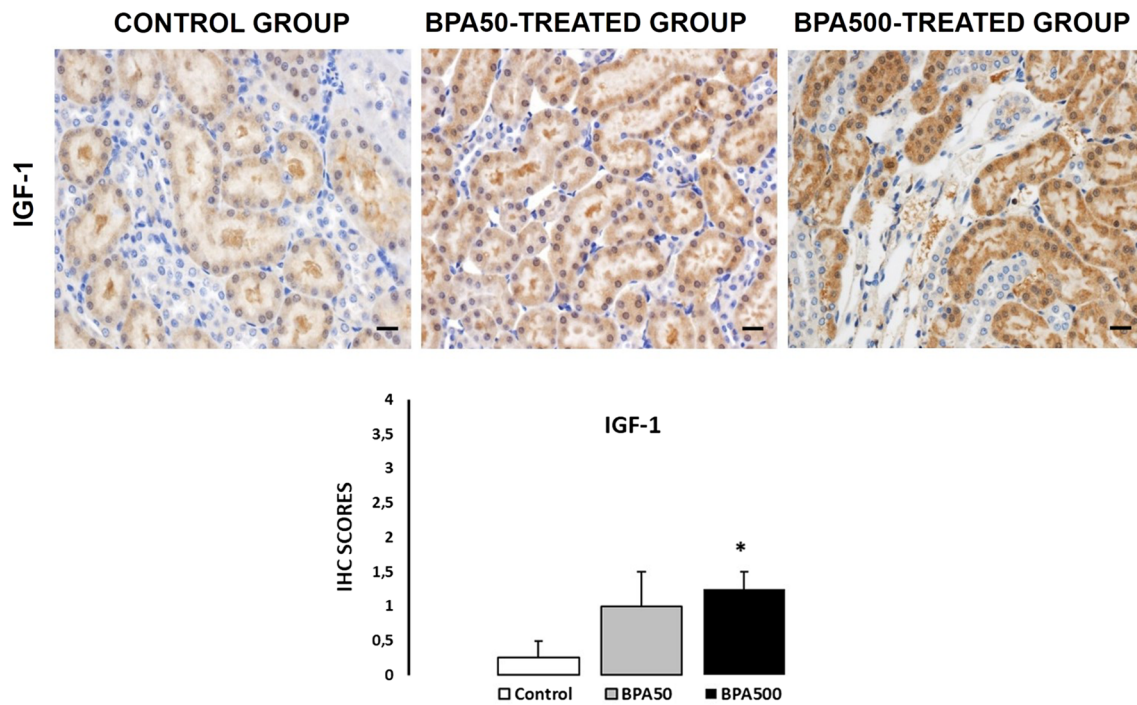 CONTROL GROUP
BPA50-TREATED GROUP
BPA500-TREATED GROUP
IGF-1
IGF-1
4
3,5
3
2,5
2
1,5
1
0,5
0
IHC SCORES
*
Control
BPA50
BPA500